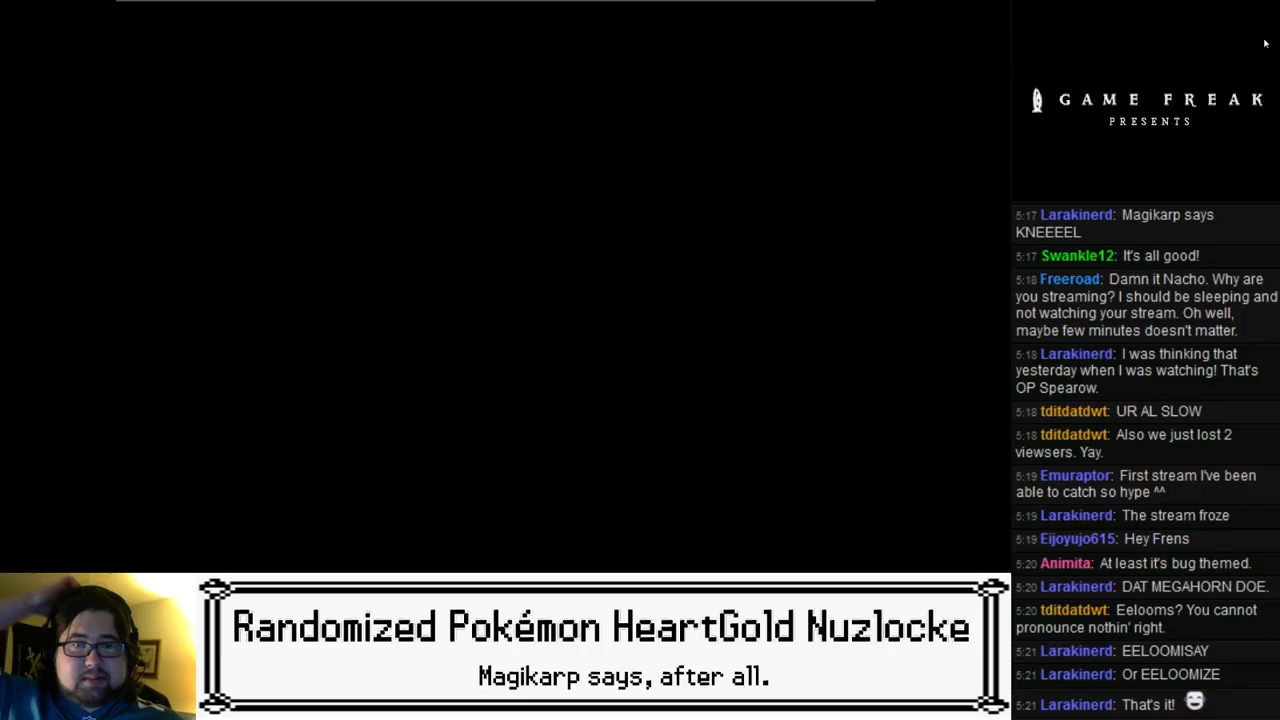 GAME FREAK
PRESENTS
5:17 Larakinerd: Magikarp says
KNEEEEL
5:17 Swankle12: It's all good!
5:18 Freeroad: Damn it Nacho. Why are
you streaming? I should be sleeping and
not watching your stream. Oh well,
maybe few minutes doesn't matter.
5:18 Larakinerd: I was thinking that
yesterday when I was watching! That's
OP Spearow.
5:18 tditdatdwt: UR AL SLOW
5:18 tditdatdwt: Also we just lost 2
viewsers. Yay.
5:19 Emuraptor: First stream I've been
able to catch so hype ^^
5:19 Larakinerd: The stream froze
5:19 Eijoyujo615: Hey Frens
5:20 Animita: At least it's bug themed.
5:20 Larakinerd: DAT MEGAHORN DOE.
5:20 tditdatdwt: Eelooms? You cannot
pronounce nothin' right.
5:21 Larakinerd: EELOOMISAY
5:21 Larakinerd: Or EELOOMIZE
5:21 Larakinerd: That's it!
Randomized Pokémon HeartGold Nuzlocke
Magikarp says, after all.